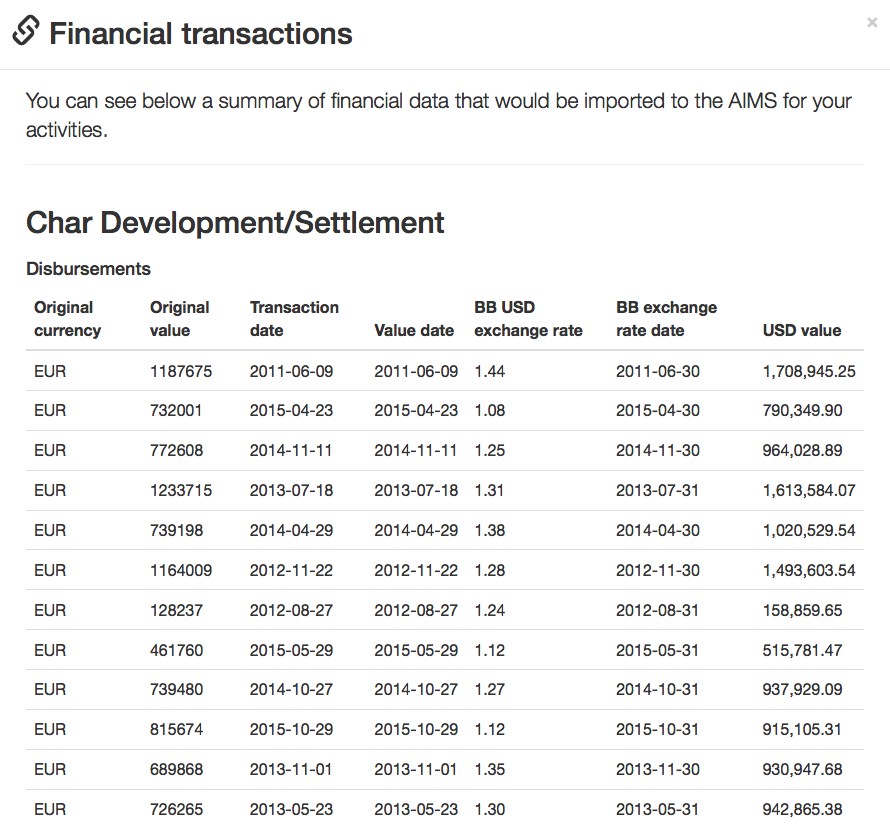 Financial transactions
×
You can see below a summary of financial data that would be imported to the AIMS for your
activities.
Char Development/Settlement
Disbursements
Original currency Original value Transaction date Value date BB USD exchange rate BB exchange rate date USD value
EUR 1187675 2011-06-09 2011-06-09 1.44 2011-06-30 1,708,945.25
EUR 732001 2015-04-23 2015-04-23 1.08 2015-04-30 790,349.90
EUR 772608 2014-11-11 2014-11-11 1.25 2014-11-30 964,028.89
EUR 1233715 2013-07-18 2013-07-18 1.31 2013-07-31 1,613,584.07
EUR 739198 2014-04-29 2014-04-29 1.38 2014-04-30 1,020,529.54
EUR 1164009 2012-11-22 2012-11-22 1.28 2012-11-30 1,493,603.54
EUR 128237 2012-08-27 2012-08-27 1.24 2012-08-31 158,859.65
EUR 461760 2015-05-29 2015-05-29 1.12 2015-05-31 515,781.47
EUR 739480 2014-10-27 2014-10-27 1.27 2014-10-31 937,929.09
EUR 815674 2015-10-29 2015-10-29 1.12 2015-10-31 915,105.31
EUR 689868 2013-11-01 2013-11-01 1.35 2013-11-30 930,947.68
EUR 726265 2013-05-23 2013-05-23 1.30 2013-05-31 942,865.38